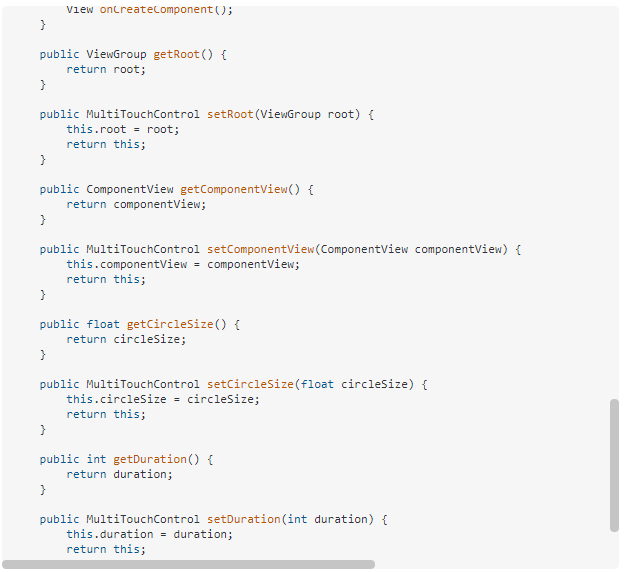 View onCreateComponent();
}
public ViewGroup getRoot() {
return root;
}
public MultiTouchControl setRoot(ViewGroup root) {
this.root = root;
return this;
}
public ComponentView getComponentView() {
return componentView;
}
public MultiTouchControl setComponentView(ComponentView componentView) {
this.componentView = componentView;
return this;
}
public float getCircleSize() {
return circleSize;
}
public MultiTouchControl setCircleSize(float circleSize) {
this.circleSize = circleSize;
return this;
}
public int getDuration() {
return duration;
}
public MultiTouchControl setDuration(int duration) {
this.duration = duration;
return this;